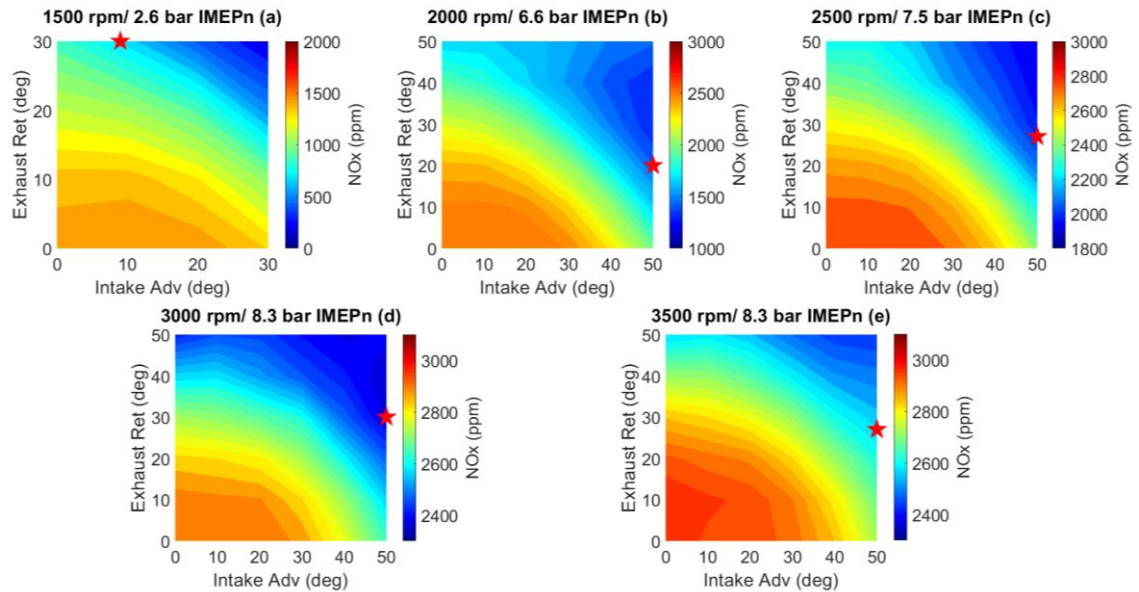 1500 rpm/ 2.6 bar IMEPn (a)
30
20
10
0
Exhaust Ret (deg)
0 10 20 30
Intake Adv (deg)
2000
1500
1000
500
0
NOx (ppm)
2000 rpm/ 6.6 bar IMEPn (b)
50
40
30
20
10
0
Exhaust Ret (deg)
0 10 20 30 40 50
Intake Adv (deg)
3000
2500
2000
1500
1000
NOx (ppm)
2500 rpm/ 7.5 bar IMEPn (c)
50
40
30
20
10
0
Exhaust Ret (deg)
0 10 20 30 40 50
Intake Adv (deg)
3000
2800
2600
2400
2200
2000
1800
NOx (ppm)
3000 rpm/ 8.3 bar IMEPn (d)
50
40
30
20
10
0
Exhaust Ret (deg)
0 10 20 30 40 50
Intake Adv (deg)
3000
2800
2600
2400
NOx (ppm)
3500 rpm/ 8.3 bar IMEPn (e)
50
40
30
20
10
0
Exhaust Ret (deg)
0 10 20 30 40 50
Intake Adv (deg)
3000
2800
2600
2400
NOx (ppm)